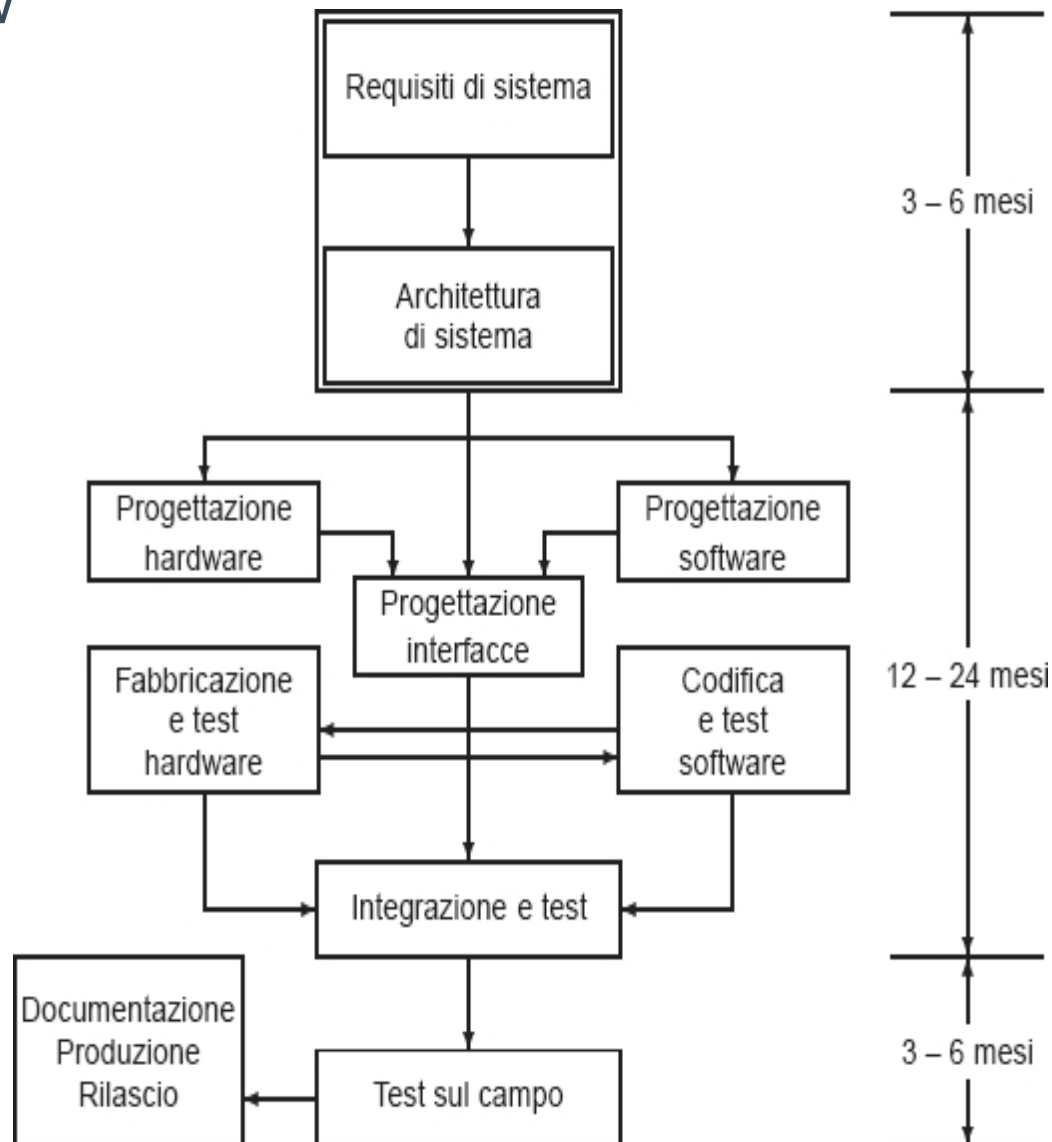 Requisiti di sistema
3 – 6 mesi
Architettura
di sistema
Progettazione
hardware
Progettazione
software
Progettazione
interfacce
Fabbricazione
e test
hardware
Codifica
e test
software
12 – 24 mesi
Integrazione e test
Documentazione
Produzione
Rilascio
Test sul campo
3 – 6 mesi